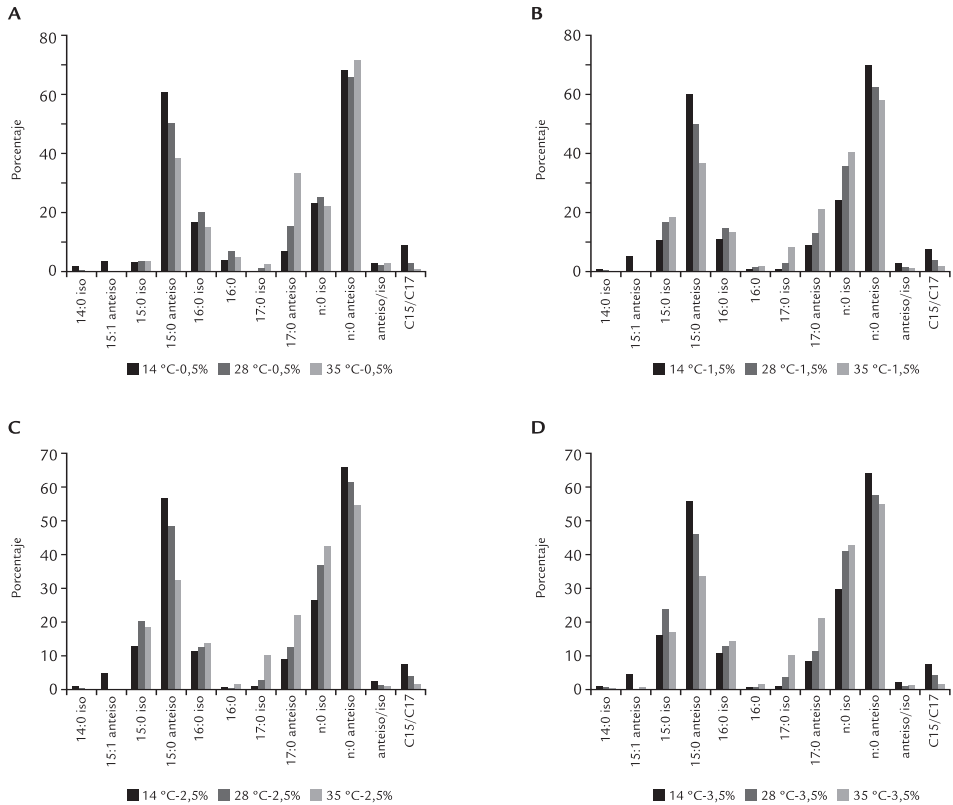 A
Porcentaje
80
60
40
20
0
14:0 iso
15:1 anteiso
15:0 iso
15:0 anteiso
16:0 iso
16:0
17:0 iso
17:0 anteiso
n:0 iso
n:0 anteiso
anteiso/iso
C15/C17
14 °C-0,5% 28 °C-0,5% 35 °C-0,5%
B
Porcentaje
80
60
40
20
0
14:0 iso
15:1 anteiso
15:0 iso
15:0 anteiso
16:0 iso
16:0
17:0 iso
17:0 anteiso
n:0 iso
n:0 anteiso
anteiso/iso
C15/C17
14 °C-1,5% 28 °C-1,5% 35 °C-1,5%
C
Porcentaje
70
60
50
40
30
20
10
0
14:0 iso
15:1 anteiso
15:0 iso
15:0 anteiso
16:0 iso
16:0
17:0 iso
17:0 anteiso
n:0 iso
n:0 anteiso
anteiso/iso
C15/C17
14 °C-2,5% 28 °C-2,5% 35 °C-2,5%
D
Porcentaje
70
60
50
40
30
20
10
0
14:0 iso
15:1 anteiso
15:0 iso
15:0 anteiso
16:0 iso
16:0
17:0 iso
17:0 anteiso
n:0 iso
n:0 anteiso
anteiso/iso
C15/C17
14 °C-3,5% 28 °C-3,5% 35 °C-3,5%